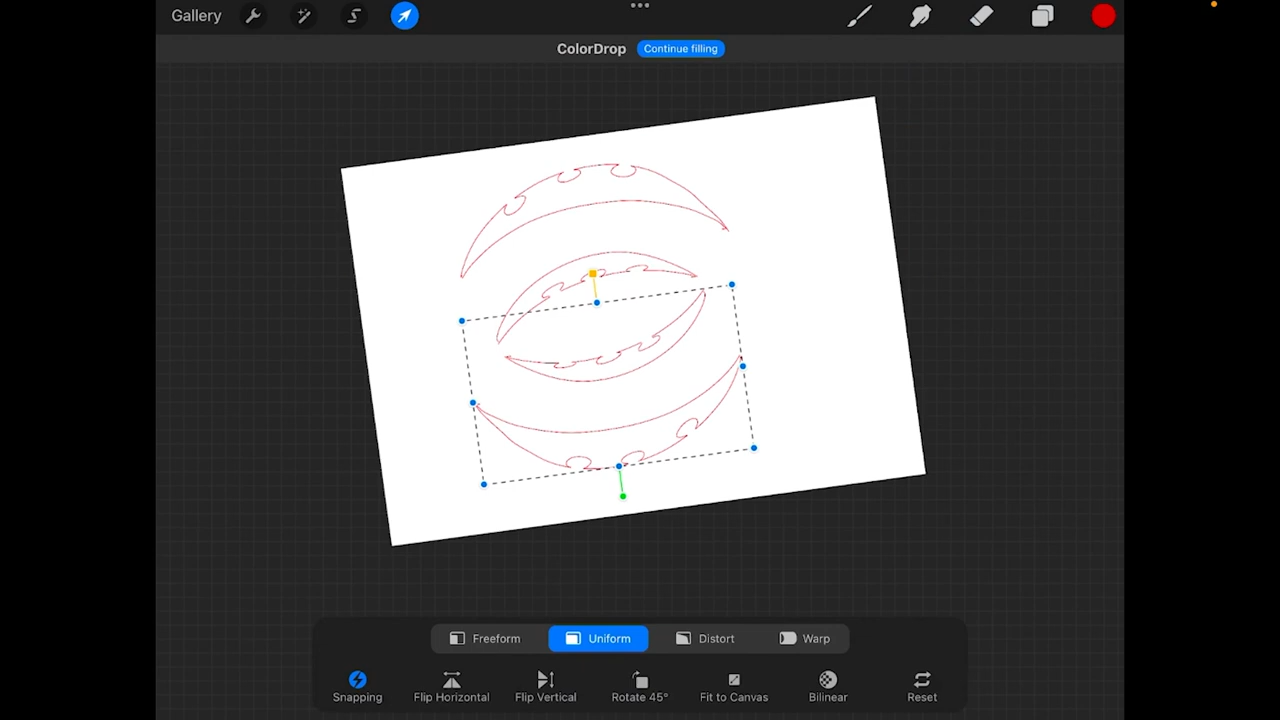 Gallery
ColorDrop Continue filling
Freeform Uniform Distort Warp
Snapping Flip Horizontal Flip Vertical Rotate 45° Fit to Canvas Bilinear Reset